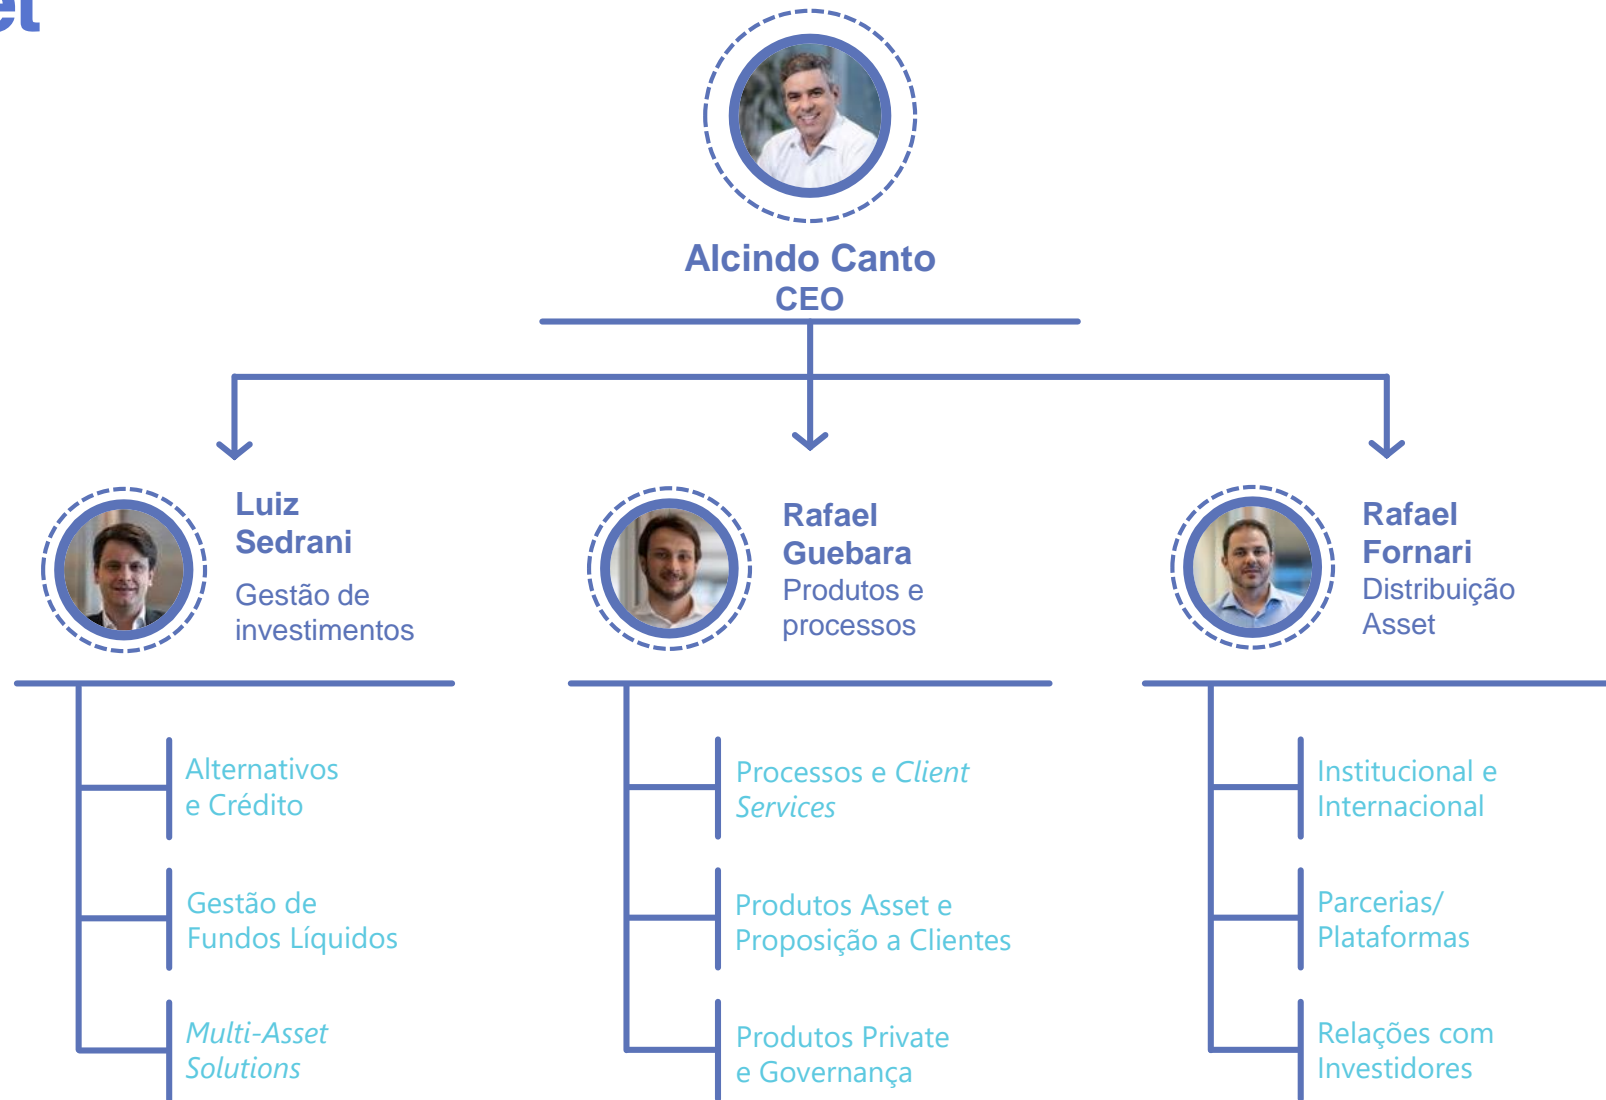 Alcindo Canto
CEO
Luiz
Sedrani
Gestão de
investimentos
Rafael
Guebara
Produtos e
processos
Rafael
Fornari
Distribuição
Asset
Alternativos
e Crédito
Gestão de
Fundos Líquidos
Multi-Asset
Solutions
Processos e Client
Services
Produtos Asset e
Proposição a Clientes
Produtos Private
e Governança
Institucional e
Internacional
Parcerias/
Plataformas
Relações com
Investidores